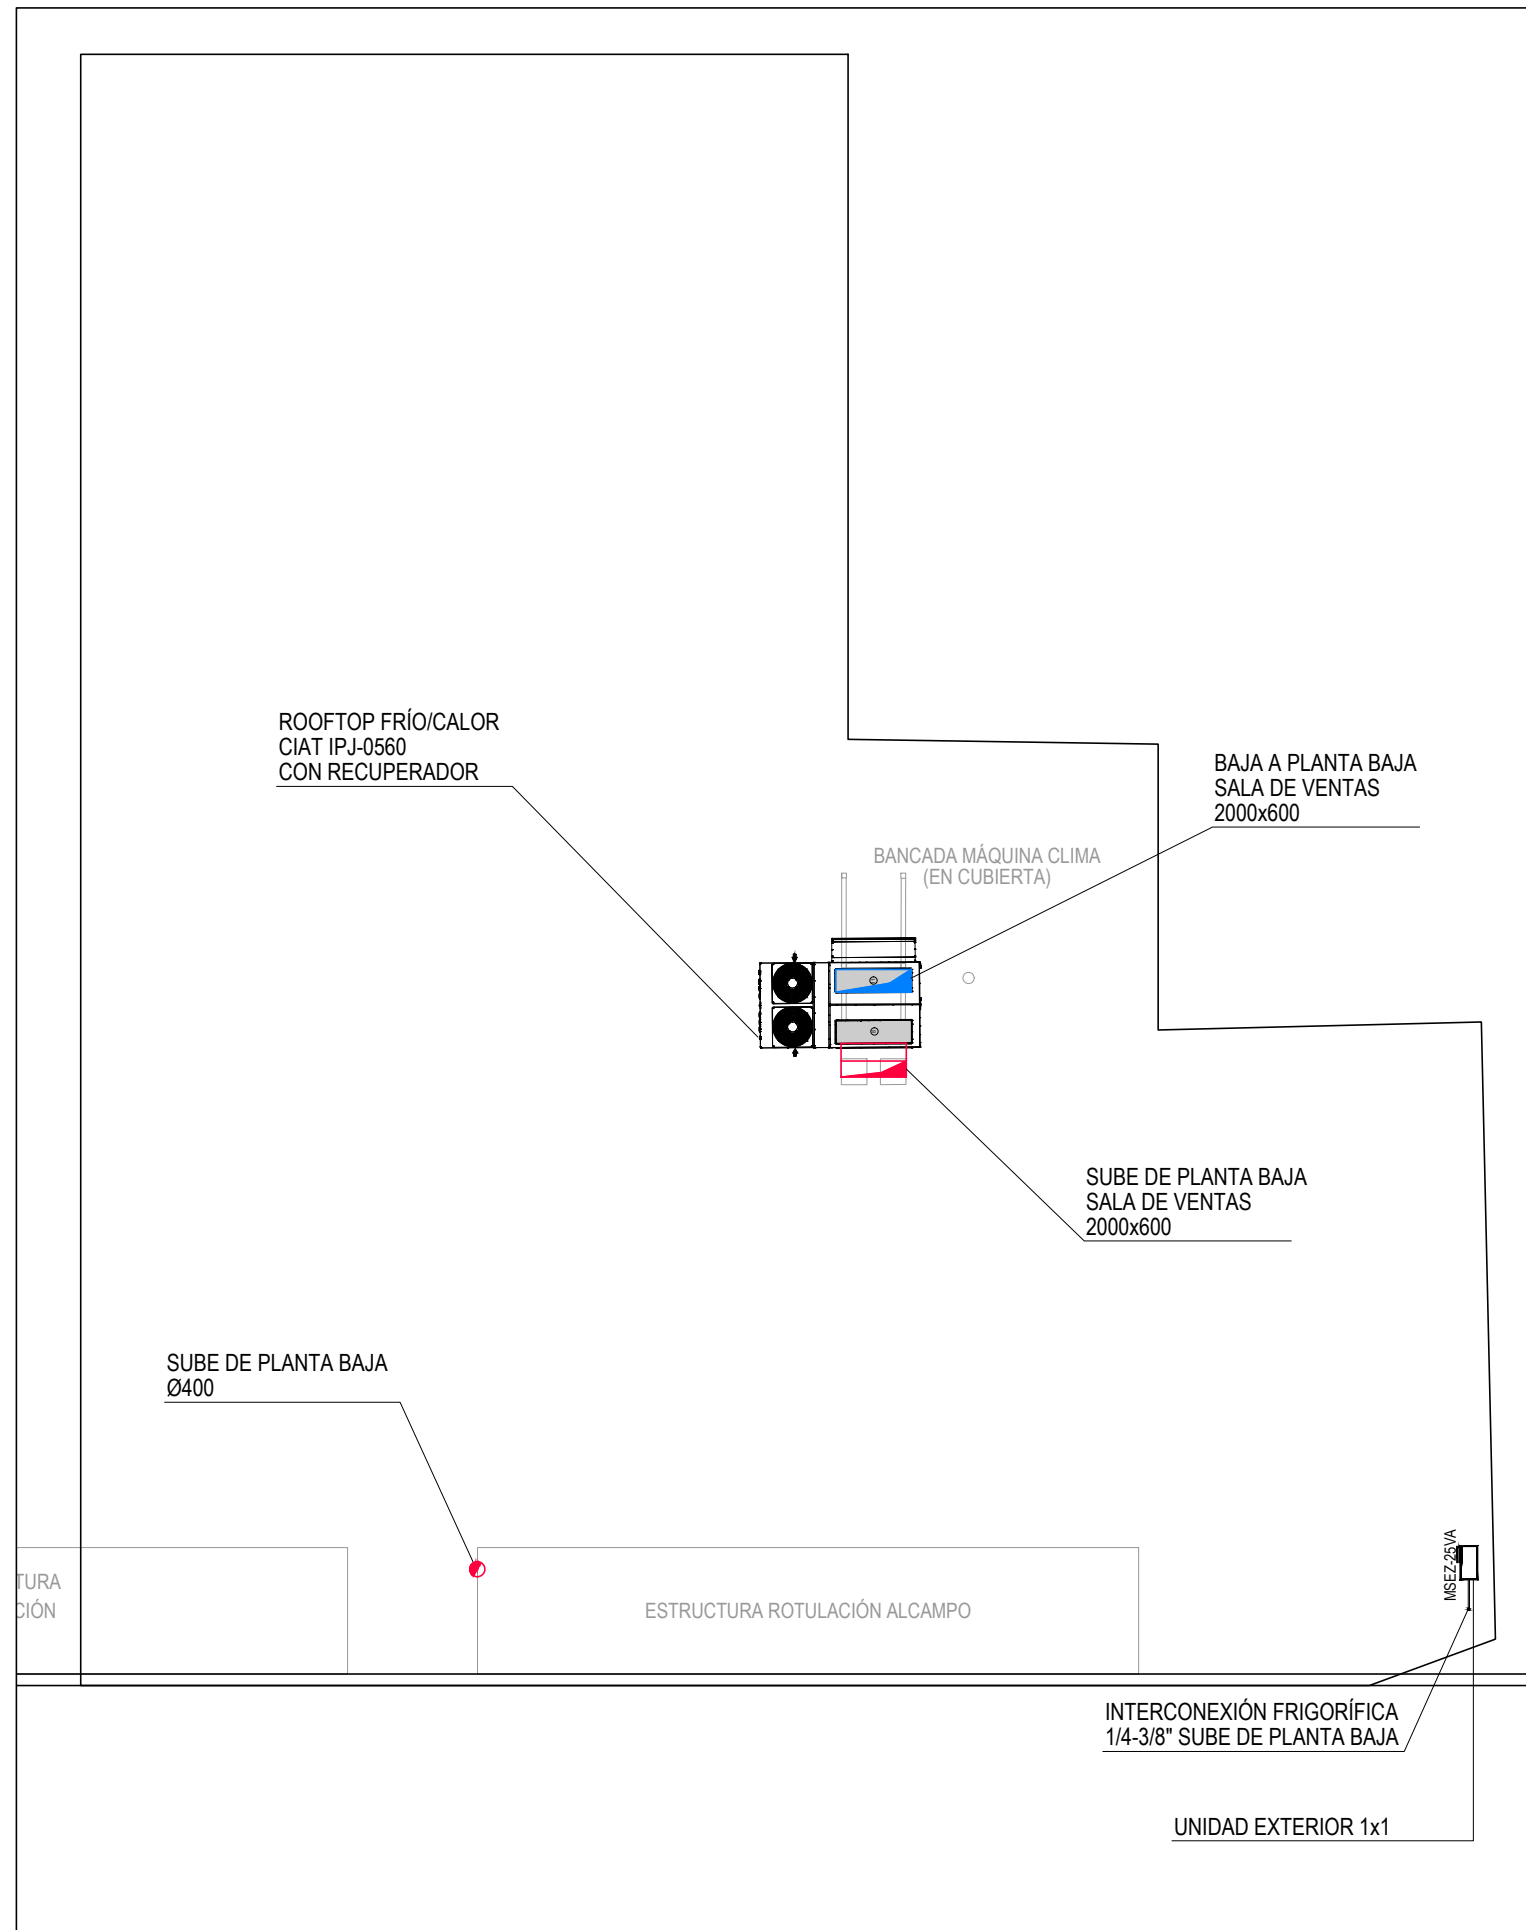 ROOFTOP FRÍO/CALOR
CIAT IPJ-0560
CON RECUPERADOR
BAJA A PLANTA BAJA
SALA DE VENTAS
2000x600
BANCADA MÁQUINA CLIMA
(EN CUBIERTA)
SUBE DE PLANTA BAJA
SALA DE VENTAS
2000x600
SUBE DE PLANTA BAJA
Ø400
TURA
CIÓN
ESTRUCTURA ROTULACIÓN ALCAMPO
MSEZ-25VA
INTERCONEXIÓN FRIGORÍFICA
1/4-3/8" SUBE DE PLANTA BAJA
UNIDAD EXTERIOR 1x1